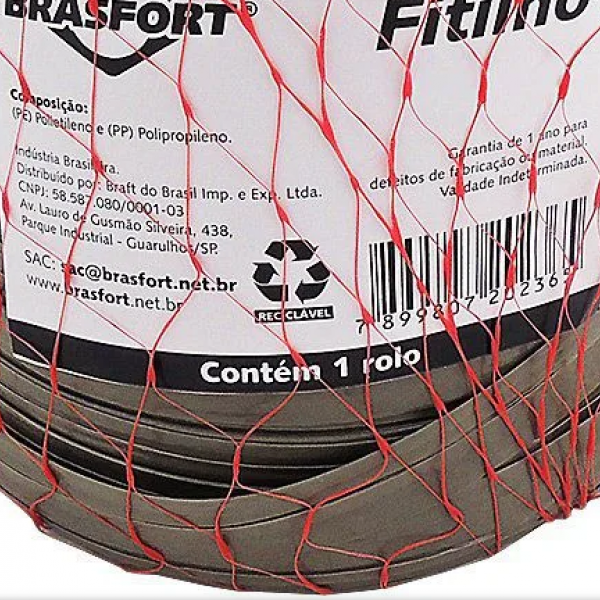 BRASFORT®
Fitilho
Composição:
(PE) Polietileno e (PP) Polipropileno.
Indústria Brasileira.
Distribuído por: Braft do Brasil Imp. e Exp. Ltda.
CNPJ: 58.587.080/0001-03
Av. Lauro de Gusmão Silveira, 438,
Parque Industrial - Guarulhos/SP.
SAC: sac@brasfort.net.br
www.brasfort.net.br
Garantia de 1 ano para
defeitos de fabricação ou material.
Validade Indeterminada.
RECICLÁVEL
7 899807 20236
Contém 1 rolo